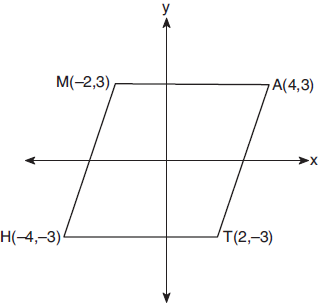 y
M(–2,3)
A(4,3)
x
H(–4,–3)
T(2,–3)